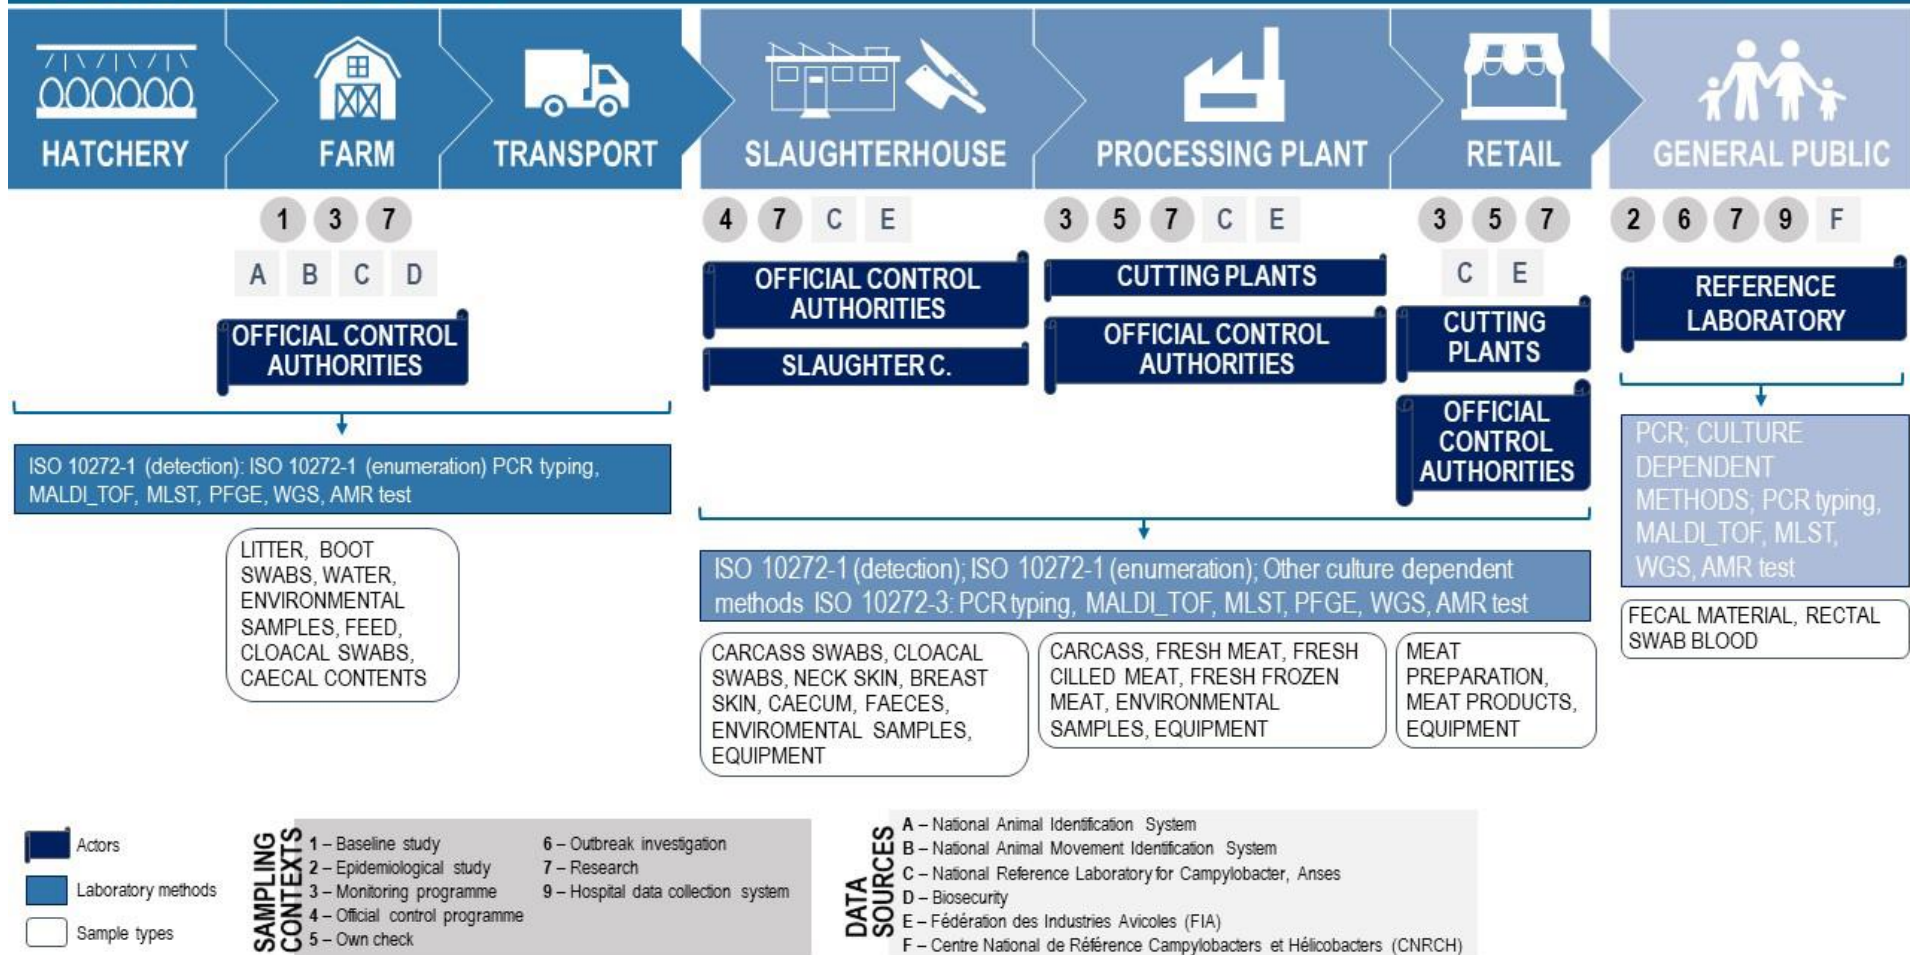 HATCHERY
FARM
TRANSPORT
SLAUGHTERHOUSE
PROCESSING PLANT
RETAIL
GENERAL PUBLIC
1 3 7
A B C D
OFFICIAL CONTROL
AUTHORITIES
4 7 C E
OFFICIAL CONTROL
AUTHORITIES
SLAUGHTER C.
3 5 7 C E
CUTTING PLANTS
OFFICIAL CONTROL
AUTHORITIES
3 5 7
C E
CUTTING
PLANTS
OFFICIAL
CONTROL
AUTHORITIES
2 6 7 9 F
REFERENCE
LABORATORY
ISO 10272-1 (detection): ISO 10272-1 (enumeration) PCR typing,
MALDI_TOF, MLST, PFGE, WGS, AMR test
LITTER, BOOT
SWABS, WATER,
ENVIRONMENTAL
SAMPLES, FEED,
CLOACAL SWABS,
CAECAL CONTENTS
ISO 10272-1 (detection); ISO 10272-1 (enumeration); Other culture dependent
methods ISO 10272-3: PCR typing, MALDI_TOF, MLST, PFGE, WGS, AMR test
CARCASS SWABS, CLOACAL
SWABS, NECK SKIN, BREAST
SKIN, CAECUM, FAECES,
ENVIROMENTAL SAMPLES,
EQUIPMENT
CARCASS, FRESH MEAT, FRESH
CILLED MEAT, FRESH FROZEN
MEAT, ENVIRONMENTAL
SAMPLES, EQUIPMENT
MEAT
PREPARATION,
MEAT PRODUCTS,
EQUIPMENT
PCR; CULTURE
DEPENDENT
METHODS; PCR typing,
MALDI_TOF, MLST,
WGS, AMR test
FECAL MATERIAL, RECTAL
SWAB BLOOD
Actors
Laboratory methods
Sample types
SAMPLING
CONTEXTS
1 – Baseline study
2 – Epidemiological study
3 – Monitoring programme
4 – Official control programme
5 – Own check
6 – Outbreak investigation
7 – Research
9 – Hospital data collection system
DATA
SOURCES
A – National Animal Identification System
B – National Animal Movement Identification System
C – National Reference Laboratory for Campylobacter, Anses
D – Biosecurity
E – Fédération des Industries Avicoles (FIA)
F – Centre National de Référence Campylobacters et Hélicobacters (CNRCH)